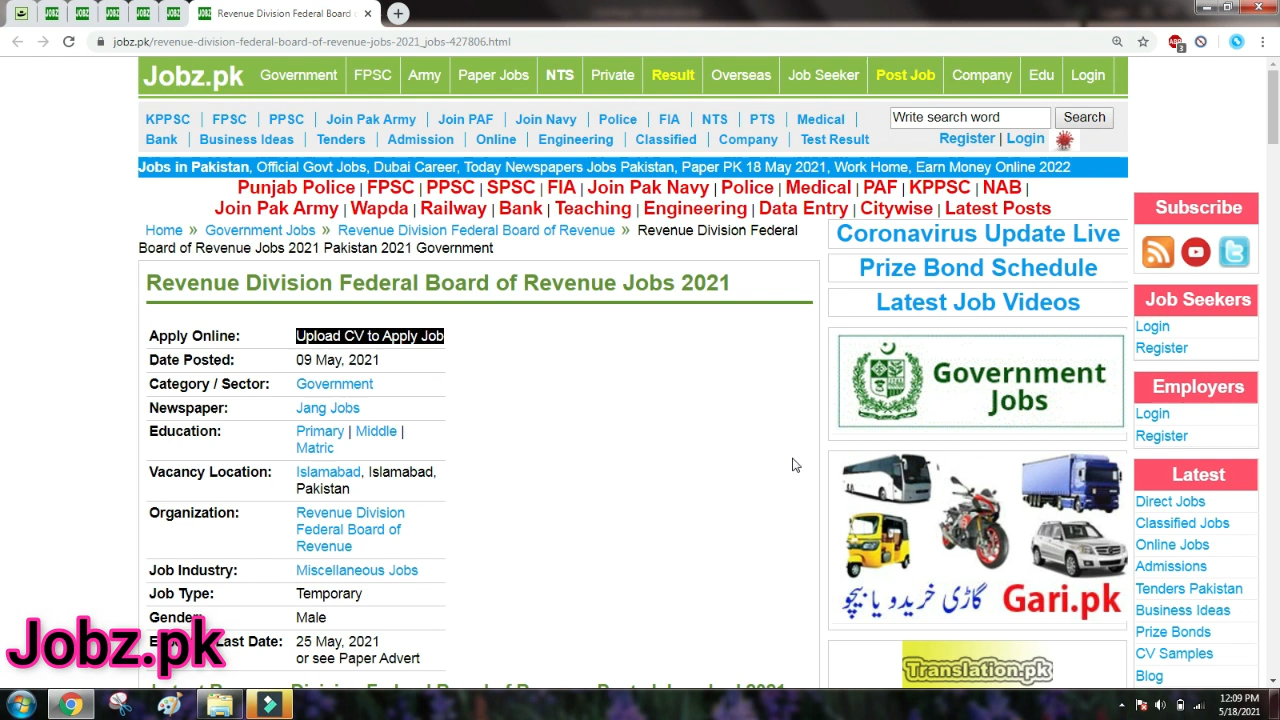 Revenue Division Federal Board o
jobz.pk/revenue-division-federal-board-of-revenue-jobs-2021_jobs-427806.html
ABP
3
Jobz.pk Government FPSC Army Paper Jobs NTS Private Result Overseas Job Seeker Post Job Company Edu Login
KPPSC | FPSC | PPSC | Join Pak Army | Join PAF | Join Navy | Police | FIA | NTS | PTS | Medical |
Write search word Search
Bank | Business Ideas | Tenders | Admission | Online | Engineering | Classified | Company | Test Result
Register | Login
Jobs in Pakistan, Official Govt Jobs, Dubai Career, Today Newspapers Jobs Pakistan, Paper PK 18 May 2021, Work Home, Earn Money Online 2022
Punjab Police | FPSC | PPSC | SPSC | FIA | Join Pak Navy | Police | Medical | PAF | KPPSC | NAB |
Join Pak Army | Wapda | Railway | Bank | Teaching | Engineering | Data Entry | Citywise | Latest Posts
Home » Government Jobs » Revenue Division Federal Board of Revenue » Revenue Division Federal
Board of Revenue Jobs 2021 Pakistan 2021 Government
Revenue Division Federal Board of Revenue Jobs 2021
Apply Online: Upload CV to Apply Job
Date Posted: 09 May, 2021
Category / Sector: Government
Newspaper: Jang Jobs
Education: Primary | Middle |
Matric
Vacancy Location: Islamabad, Islamabad,
Pakistan
Organization: Revenue Division
Federal Board of
Revenue
Job Industry: Miscellaneous Jobs
Job Type: Temporary
Gender: Male
Last Date: 25 May, 2021
or see Paper Advert
Jobz.pk
Coronavirus Update Live
Prize Bond Schedule
Latest Job Videos
Government
Jobs
گاڑی خریدو یا بیچو Gari.pk
Translation.pk
Subscribe
Job Seekers
Login
Register
Employers
Login
Register
Latest
Direct Jobs
Classified Jobs
Online Jobs
Admissions
Tenders Pakistan
Business Ideas
Prize Bonds
CV Samples
Blog
12:09 PM
5/18/2021